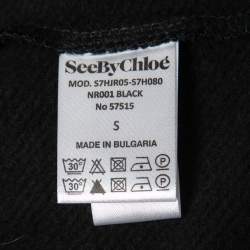 SeeByChloé
MOD. S7HJR05-S7H080
NR001 BLACK
No 57515
S
MADE IN BULGARIA
30° P
30° P